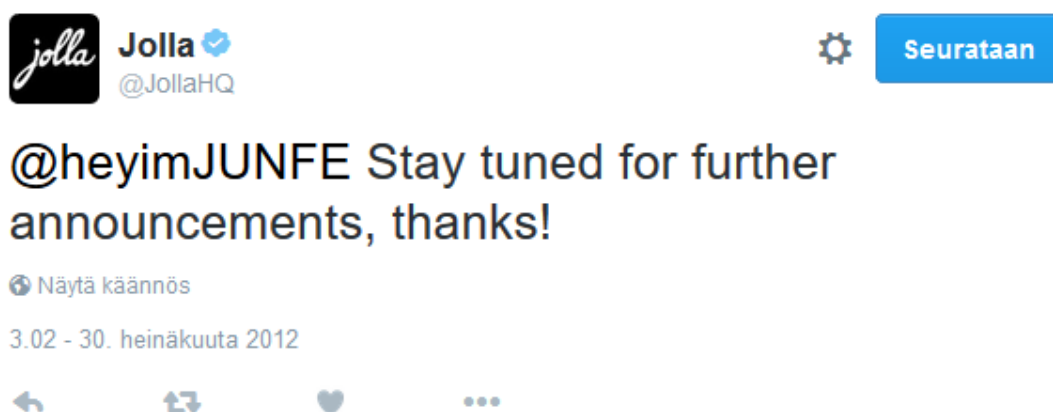 jolla
Jolla
@JollaHQ
Seurataan
@heyimJUNFE Stay tuned for further
announcements, thanks!
Näytä käännös
3.02 - 30. heinäkuuta 2012